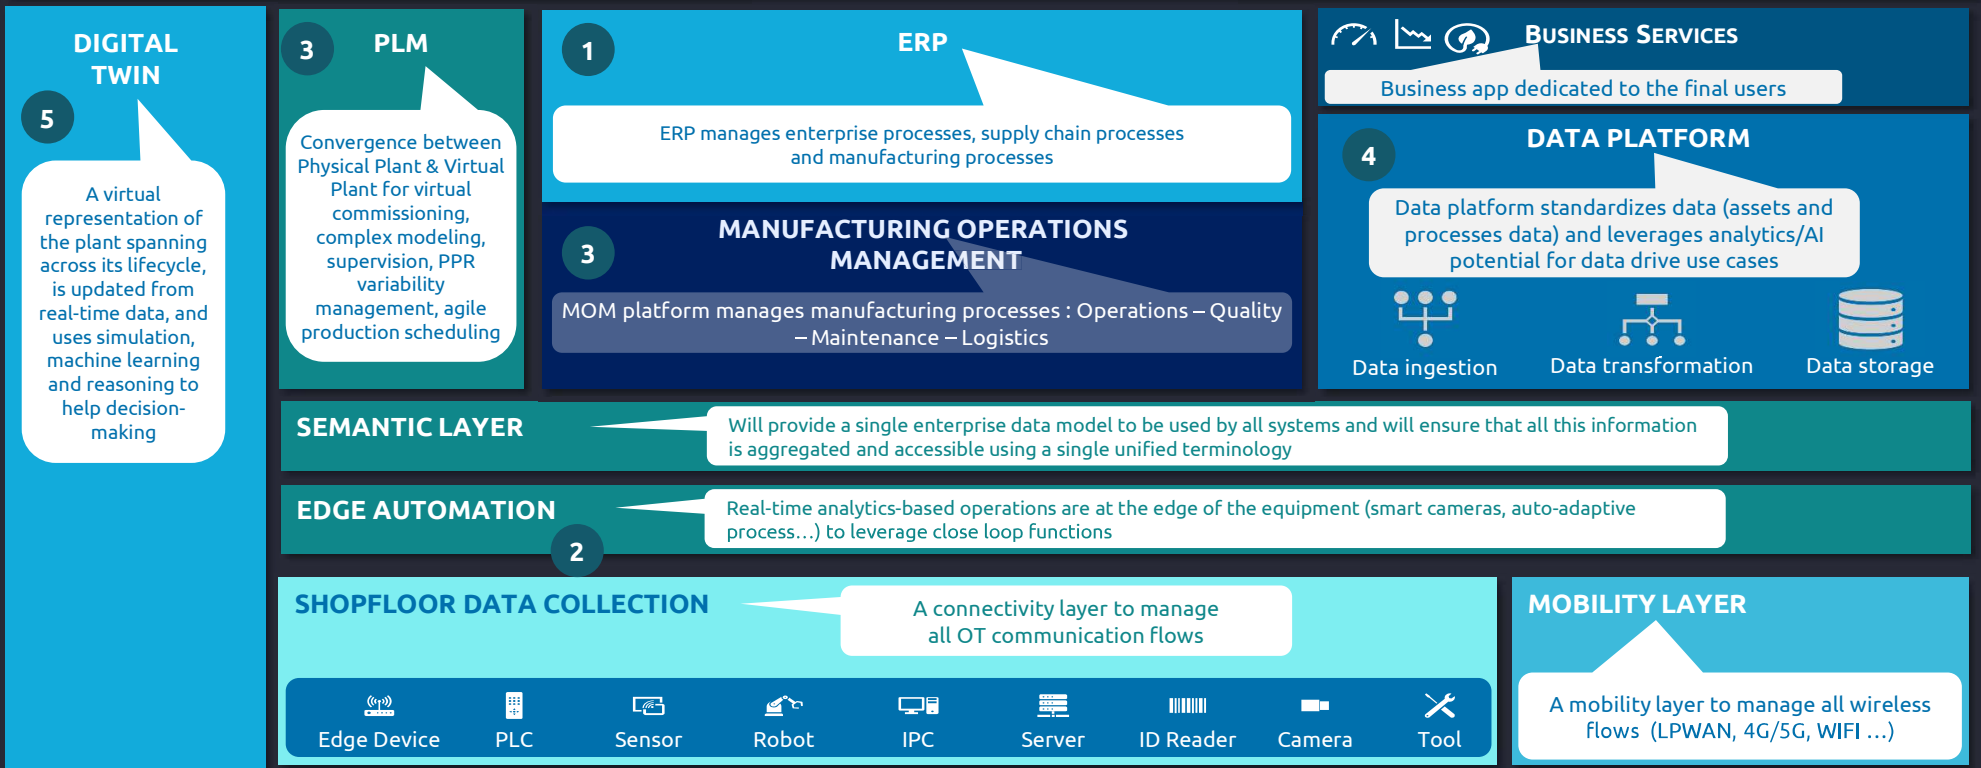 DIGITAL
TWIN
5
A virtual
representation of
the plant spanning
across its lifecycle,
is updated from
real-time data, and
uses simulation,
machine learning
and reasoning to
help decision-
making
3
PLM
Convergence between
Physical Plant & Virtual
Plant for virtual
commissioning,
complex modeling,
supervision, PPR
variability
management, agile
production scheduling
1
ERP
ERP manages enterprise processes, supply chain processes
and manufacturing processes
3
MANUFACTURING OPERATIONS
MANAGEMENT
MOM platform manages manufacturing processes : Operations – Quality
– Maintenance – Logistics
BUSINESS SERVICES
Business app dedicated to the final users
4
DATA PLATFORM
Data platform standardizes data (assets and
processes data) and leverages analytics/AI
potential for data drive use cases
Data ingestion
Data transformation
Data storage
SEMANTIC LAYER
Will provide a single enterprise data model to be used by all systems and will ensure that all this information
is aggregated and accessible using a single unified terminology
EDGE AUTOMATION
Real-time analytics-based operations are at the edge of the equipment (smart cameras, auto-adaptive
process…) to leverage close loop functions
2
SHOPFLOOR DATA COLLECTION
A connectivity layer to manage
all OT communication flows
Edge Device
PLC
Sensor
Robot
IPC
Server
ID Reader
Camera
Tool
MOBILITY LAYER
A mobility layer to manage all wireless
flows (LPWAN, 4G/5G, WIFI …)